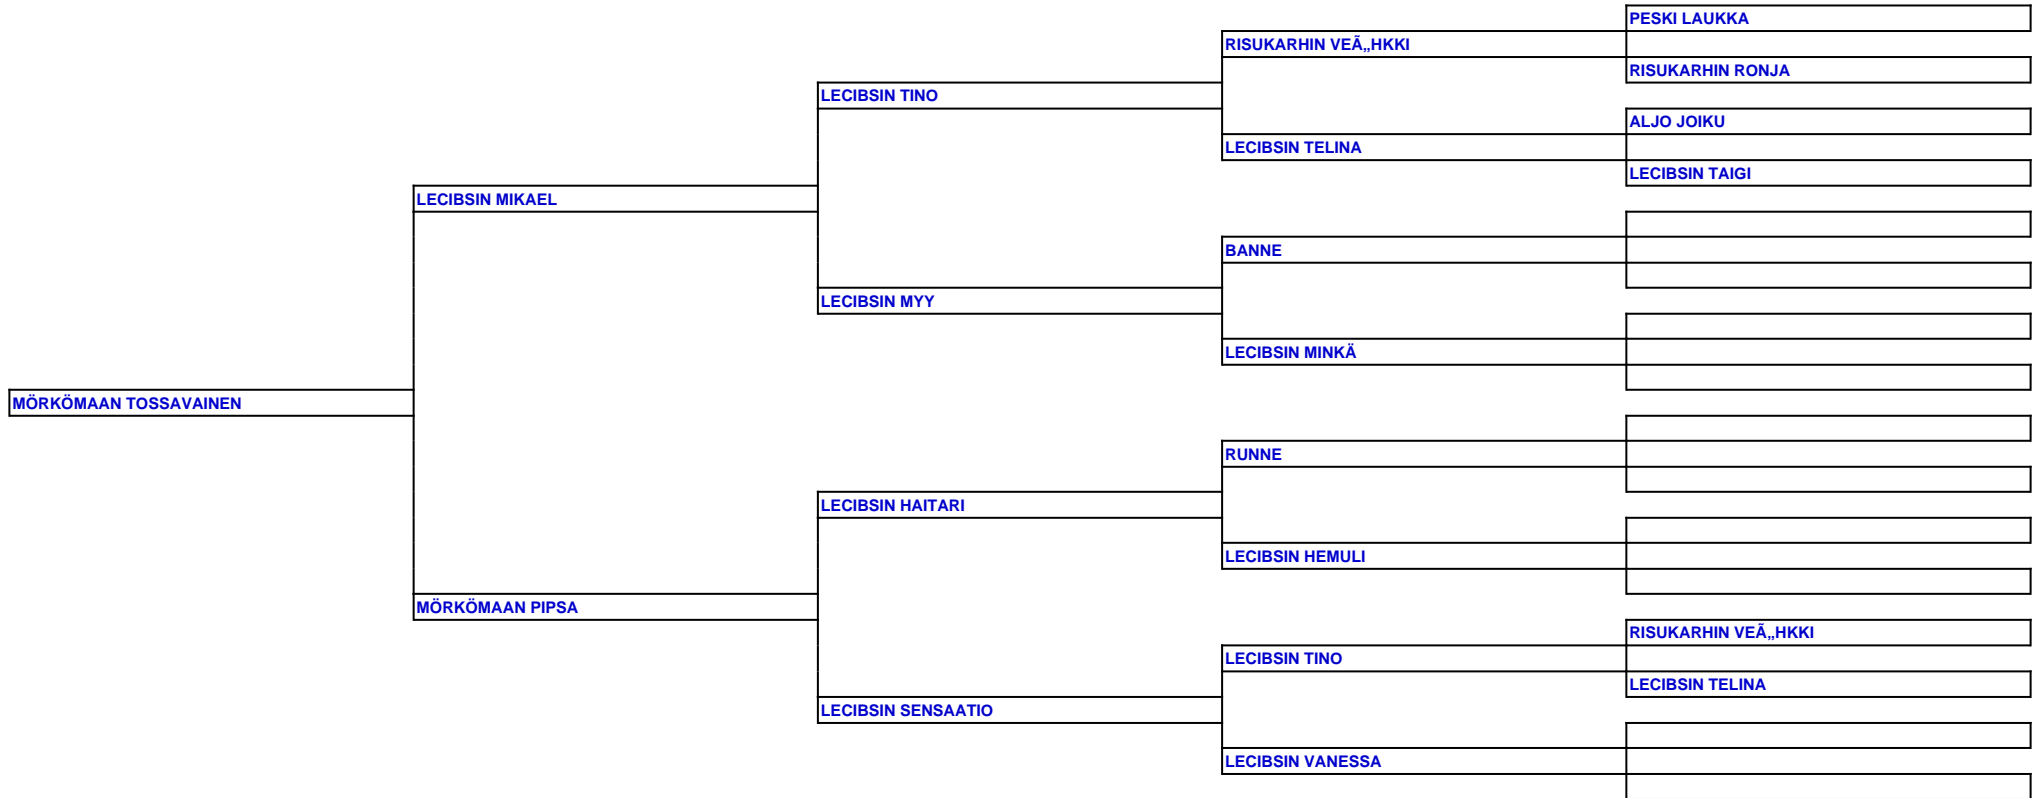 PESKI LAUKKA
RISUKARHIN VEÃ„HKKI
RISUKARHIN RONJA
LECIBSIN TINO
ALJO JOIKU
LECIBSIN TELINA
LECIBSIN TAIGI
LECIBSIN MIKAEL
BANNE
LECIBSIN MYY
LECIBSIN MINKÄ
MÖRKÖMAAN TOSSAVAINEN
RUNNE
LECIBSIN HAITARI
LECIBSIN HEMULI
MÖRKÖMAAN PIPSA
RISUKARHIN VEÃ„HKKI
LECIBSIN TINO
LECIBSIN TELINA
LECIBSIN SENSAATIO
LECIBSIN VANESSA